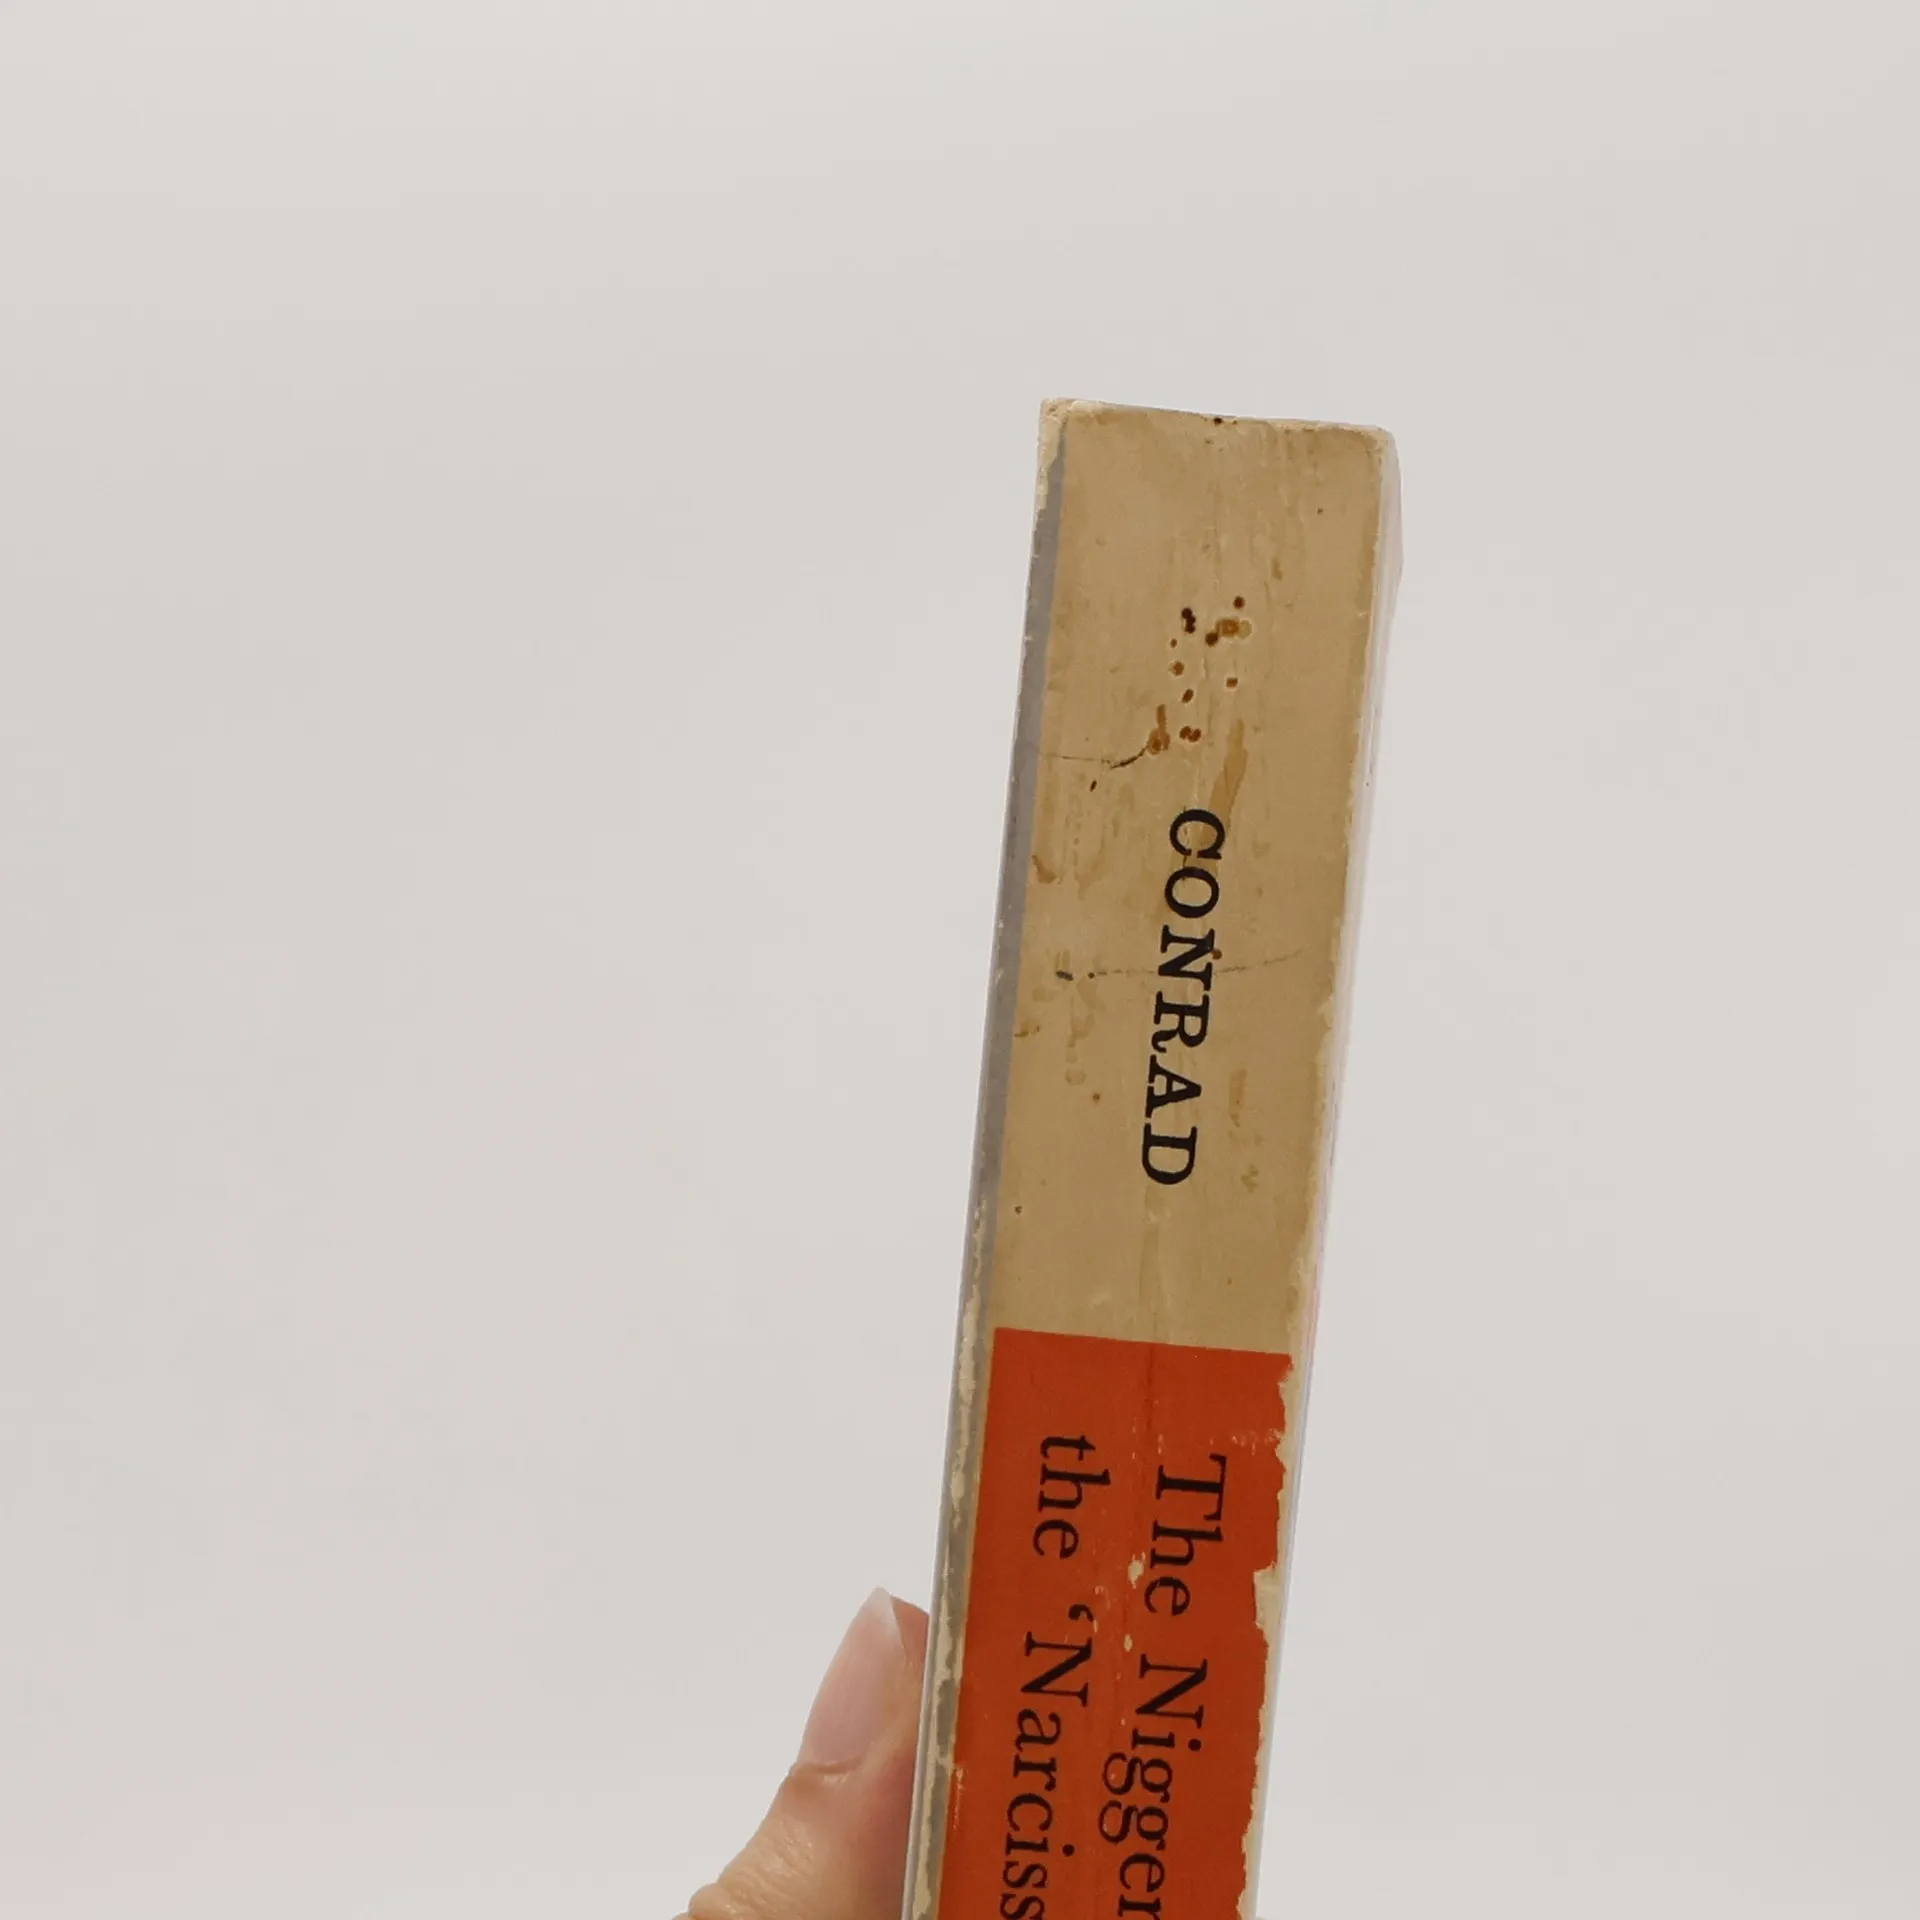 CONRAD
The Nigger
the ‘Narciss